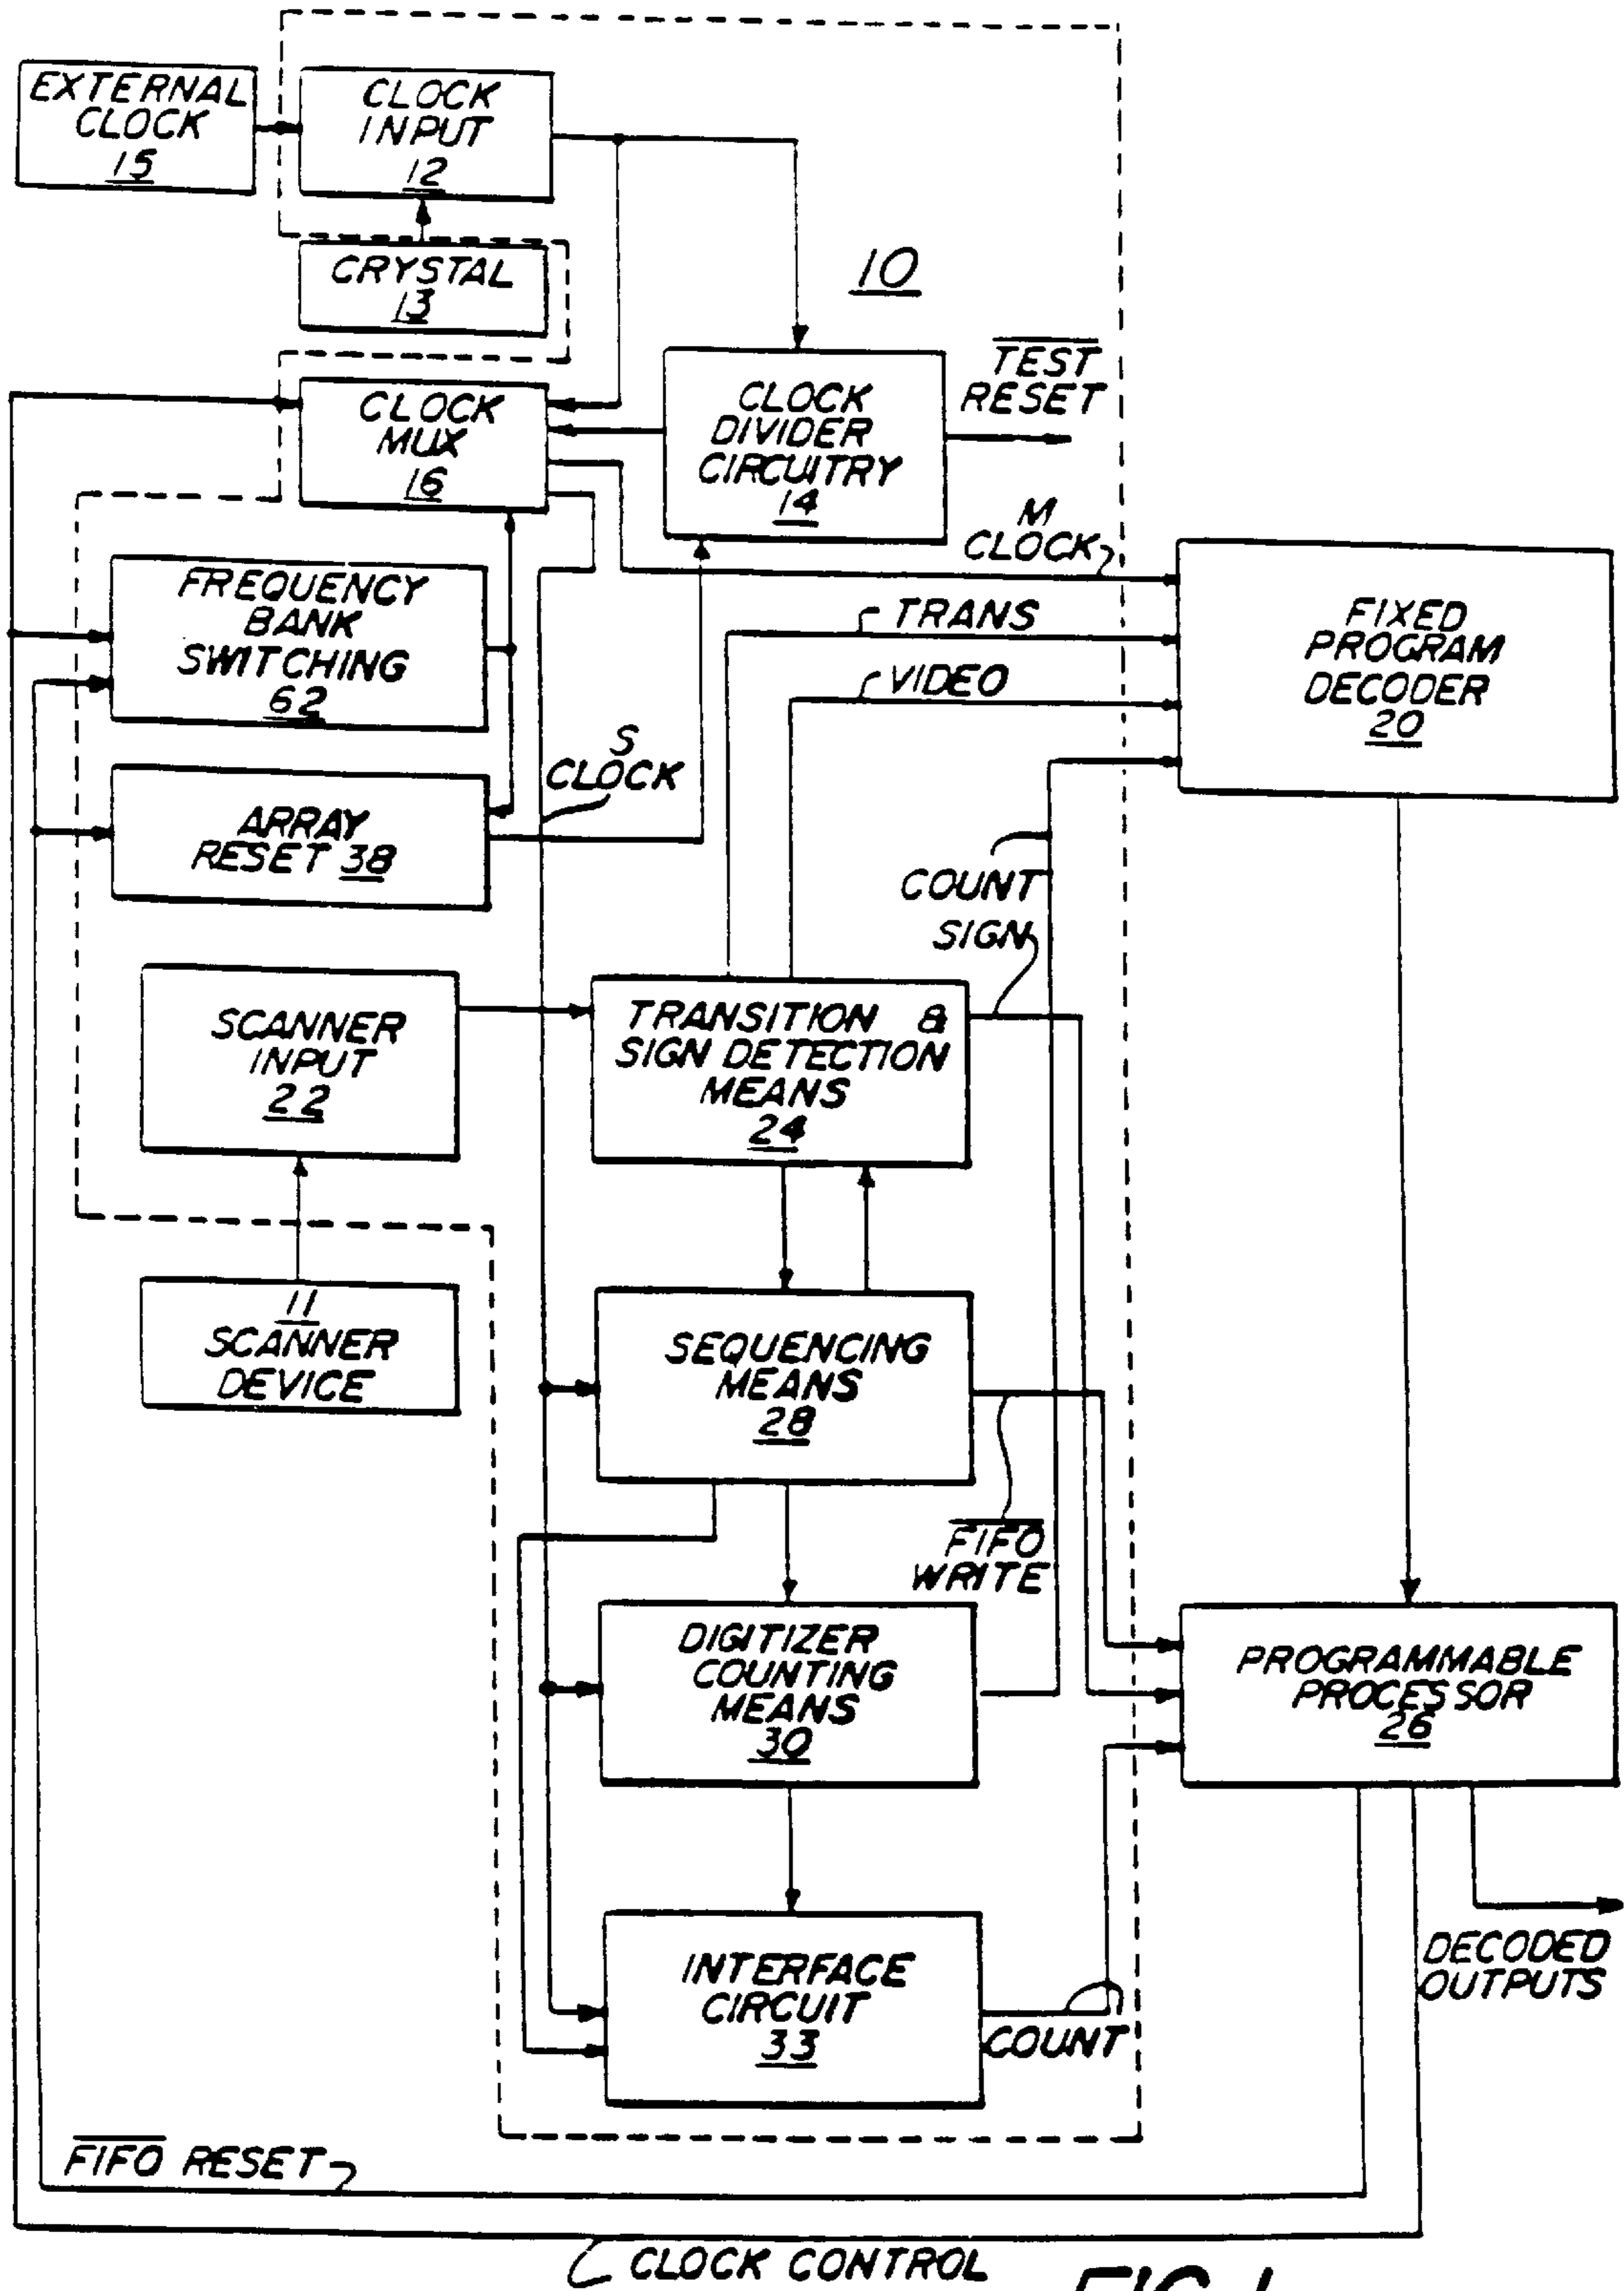 EXTERNAL
CLOCK
15
CLOCK
INPUT
12
CRYSTAL
13
10
CLOCK
MUX
16
CLOCK
DIVIDER
CIRCUITRY
14
TEST
RESET
M
CLOCK
FREQUENCY
BANK
SWITCHING
62
TRANS
VIDEO
FIXED
PROGRAM
DECODER
20
S
CLOCK
ARRAY
RESET 38
COUNT
SIGN
SCANNER
INPUT
22
TRANSITION &
SIGN DETECTION
MEANS
24
11
SCANNER
DEVICE
SEQUENCING
MEANS
28
FIFO
WRITE
DIGITIZER
COUNTING
MEANS
30
PROGRAMMABLE
PROCESSOR
26
INTERFACE
CIRCUIT
33
COUNT
DECODED
OUTPUTS
FIFO RESET
CLOCK CONTROL